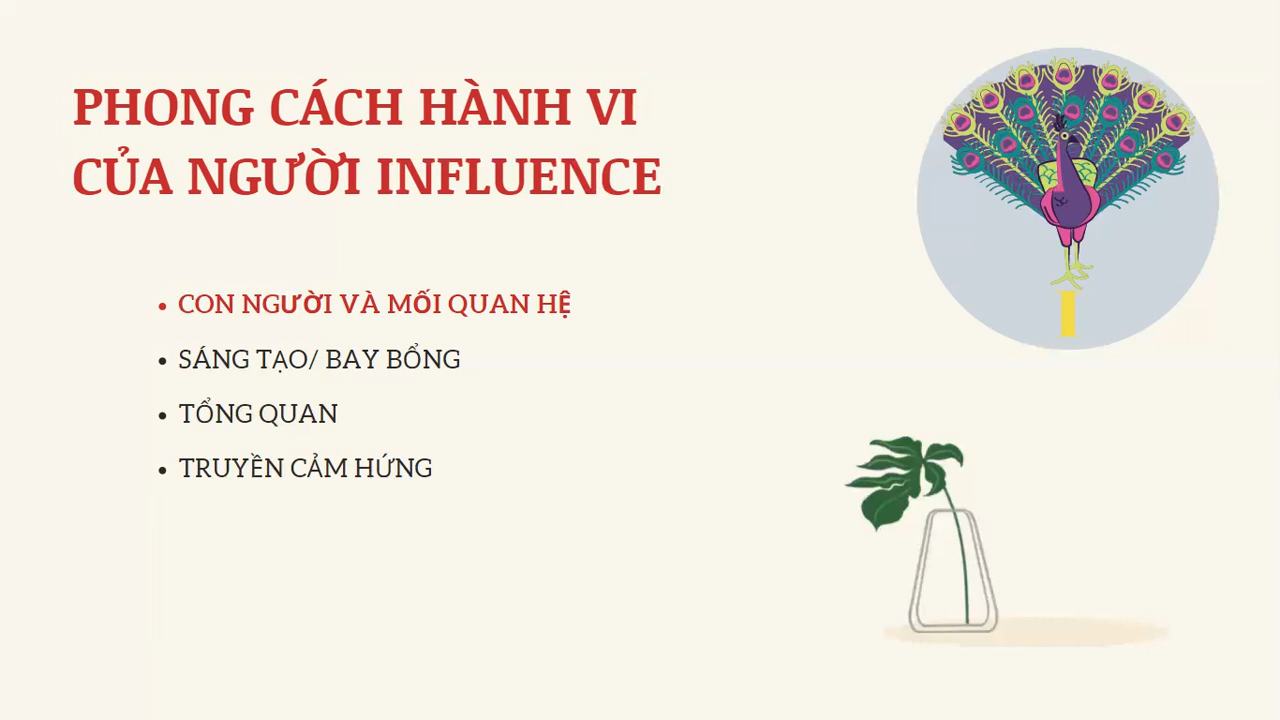 PHONG CÁCH HÀNH VI
CỦA NGƯỜI INFLUENCE
• CON NGƯỜI VÀ MỐI QUAN HỆ
• SÁNG TẠO/ BAY BỔNG
• TỔNG QUAN
• TRUYỀN CẢM HỨNG
I